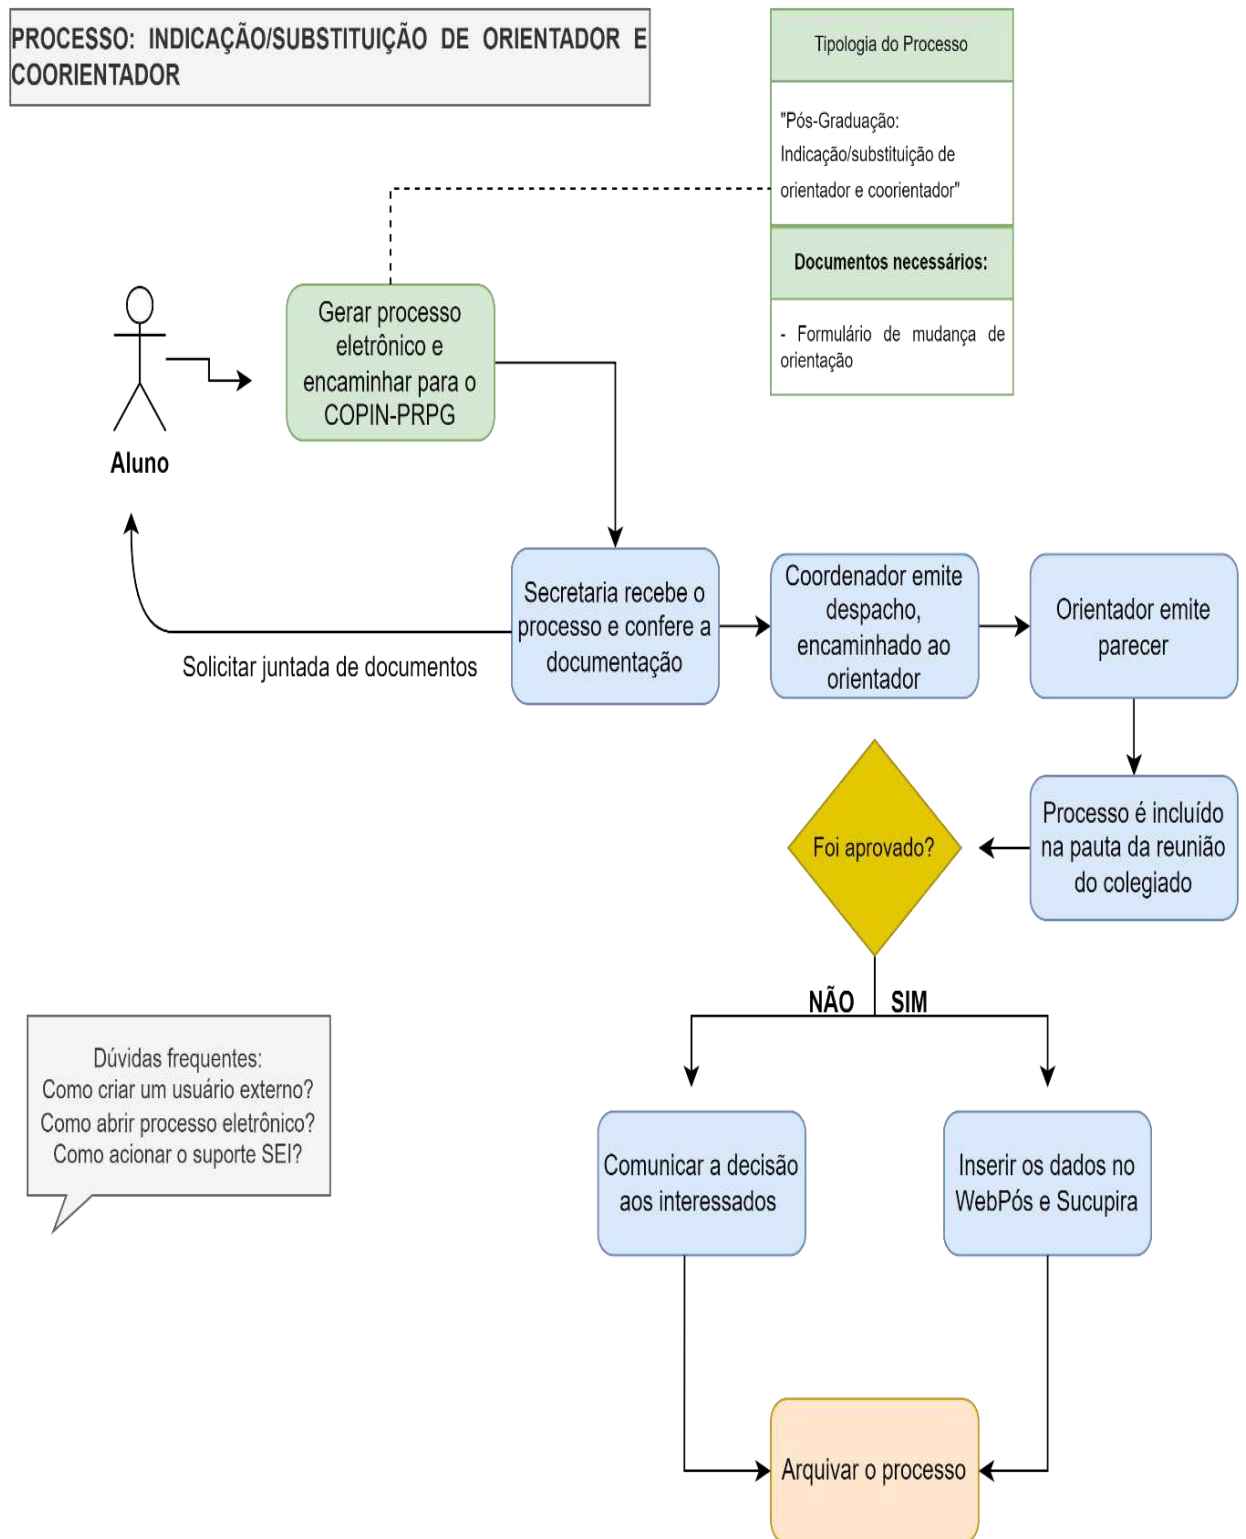 PROCESSO: INDICAÇÃO/SUBSTITUIÇÃO DE ORIENTADOR E
COORIENTADOR
Tipologia do Processo
"Pós-Graduação:
Indicação/substituição de
orientador e coorientador"
Documentos necessários:
- Formulário de mudança de
orientação
Gerar processo
eletrônico e
encaminhar para o
COPIN-PRPG
Aluno
Secretaria recebe o
processo e confere a
documentação
Solicitar juntada de documentos
Coordenador emite
despacho,
encaminhado ao
orientador
Orientador emite
parecer
Processo é incluído
na pauta da reunião
do colegiado
Foi aprovado?
NÃO
SIM
Dúvidas frequentes:
Como criar um usuário externo?
Como abrir processo eletrônico?
Como acionar o suporte SEI?
Comunicar a decisão
aos interessados
Inserir os dados no
WebPós e Sucupira
Arquivar o processo